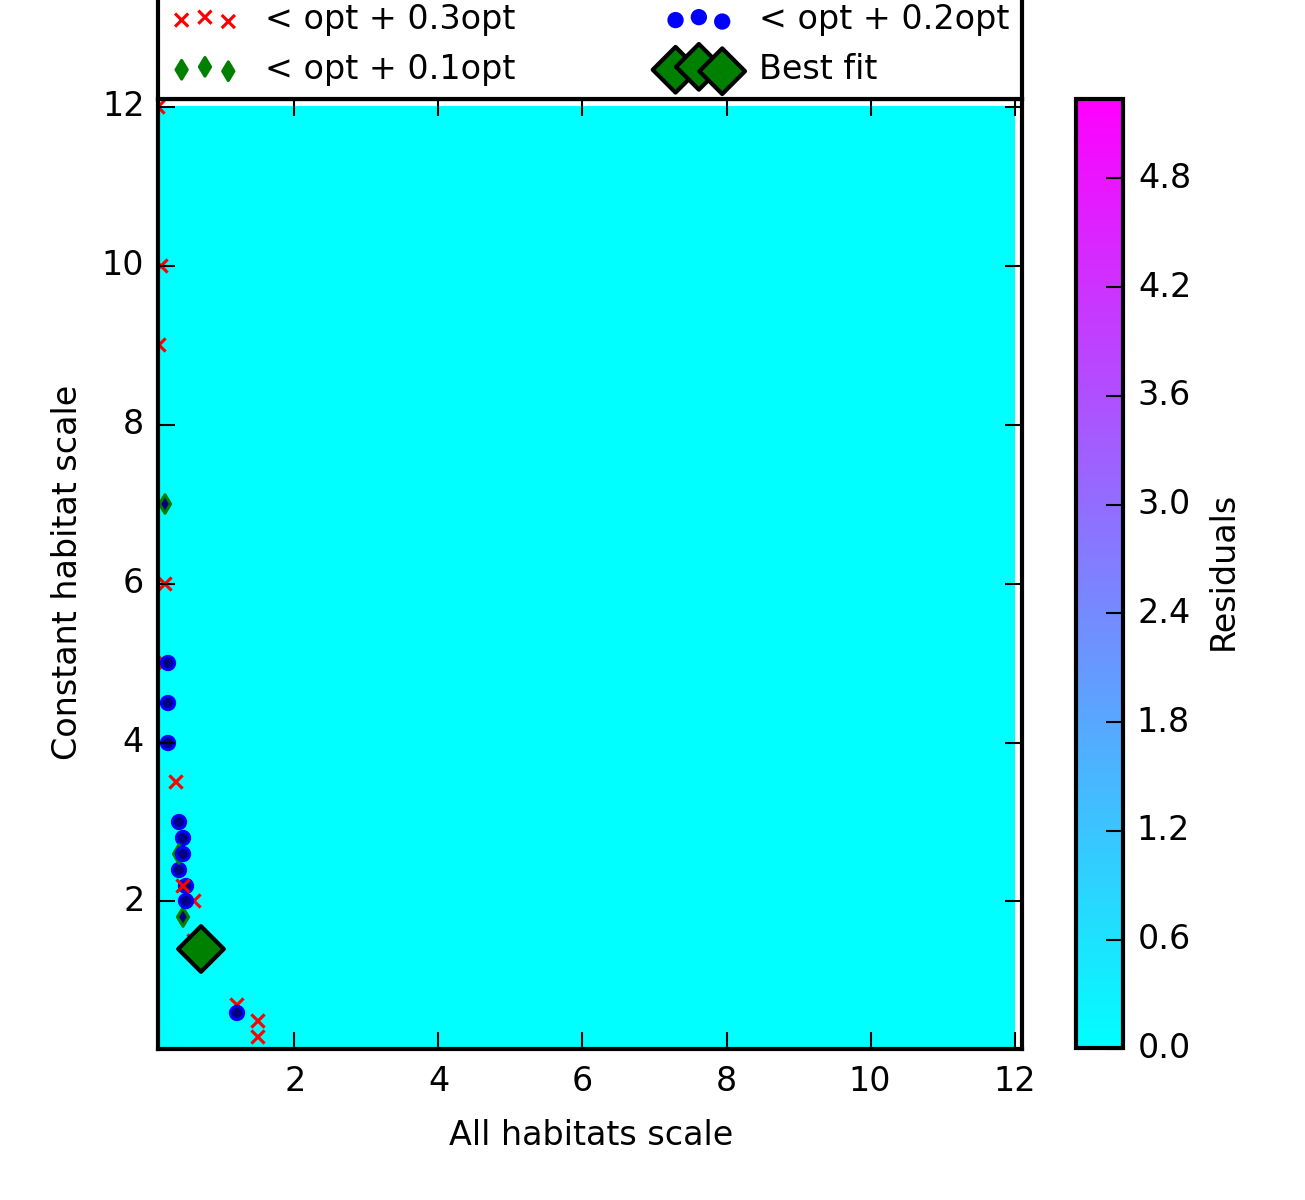 < opt + 0.3opt < opt + 0.2opt
< opt + 0.1opt Best fit
12
10
8
6
4
2
Constant habitat scale
2 4 6 8 10 12
All habitats scale
4.8
4.2
3.6
3.0
2.4
1.8
1.2
0.6
0.0
Residuals